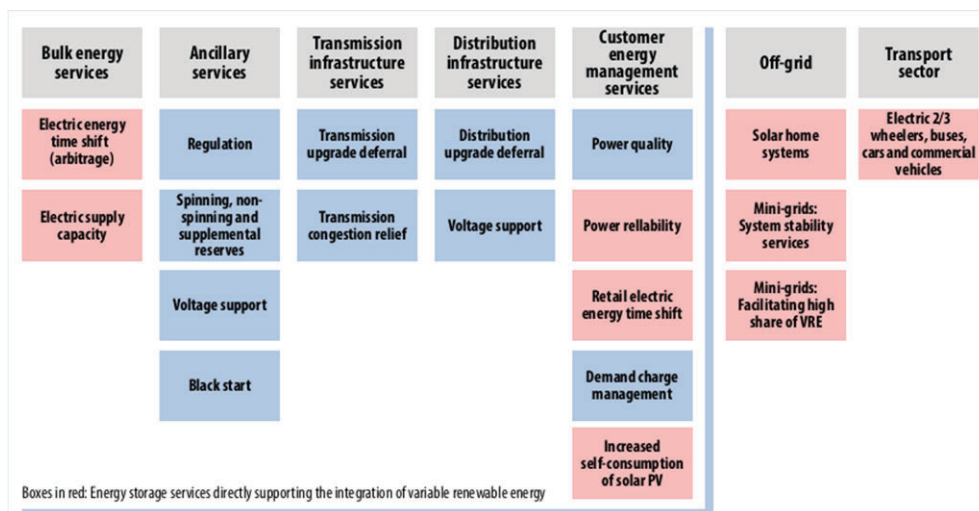 Bulk energy
services
Ancillary
services
Transmission
infrastructure
services
Distribution
infrastructure
services
Customer
energy
management
services
Off-grid
Transport
sector
Electric energy
time shift
(arbitrage)
Regulation
Transmission
upgrade deferral
Distribution
upgrade deferral
Power quality
Solar home
systems
Electric 2/3
wheelers, buses,
cars and commercial
vehicles
Electric supply
capacity
Spinning, non-
spinning and
supplemental
reserves
Transmission
congestion relief
Voltage support
Power rellability
Mini-grids:
System stability
services
Voltage support
Retail electric
energy time shift
Mini-grids:
Facilitating high
share of VRE
Black start
Demand charge
management
Increased
self-consumption
of solar PV
Boxes in red: Energy storage services directly supporting the integration of variable renewable energy